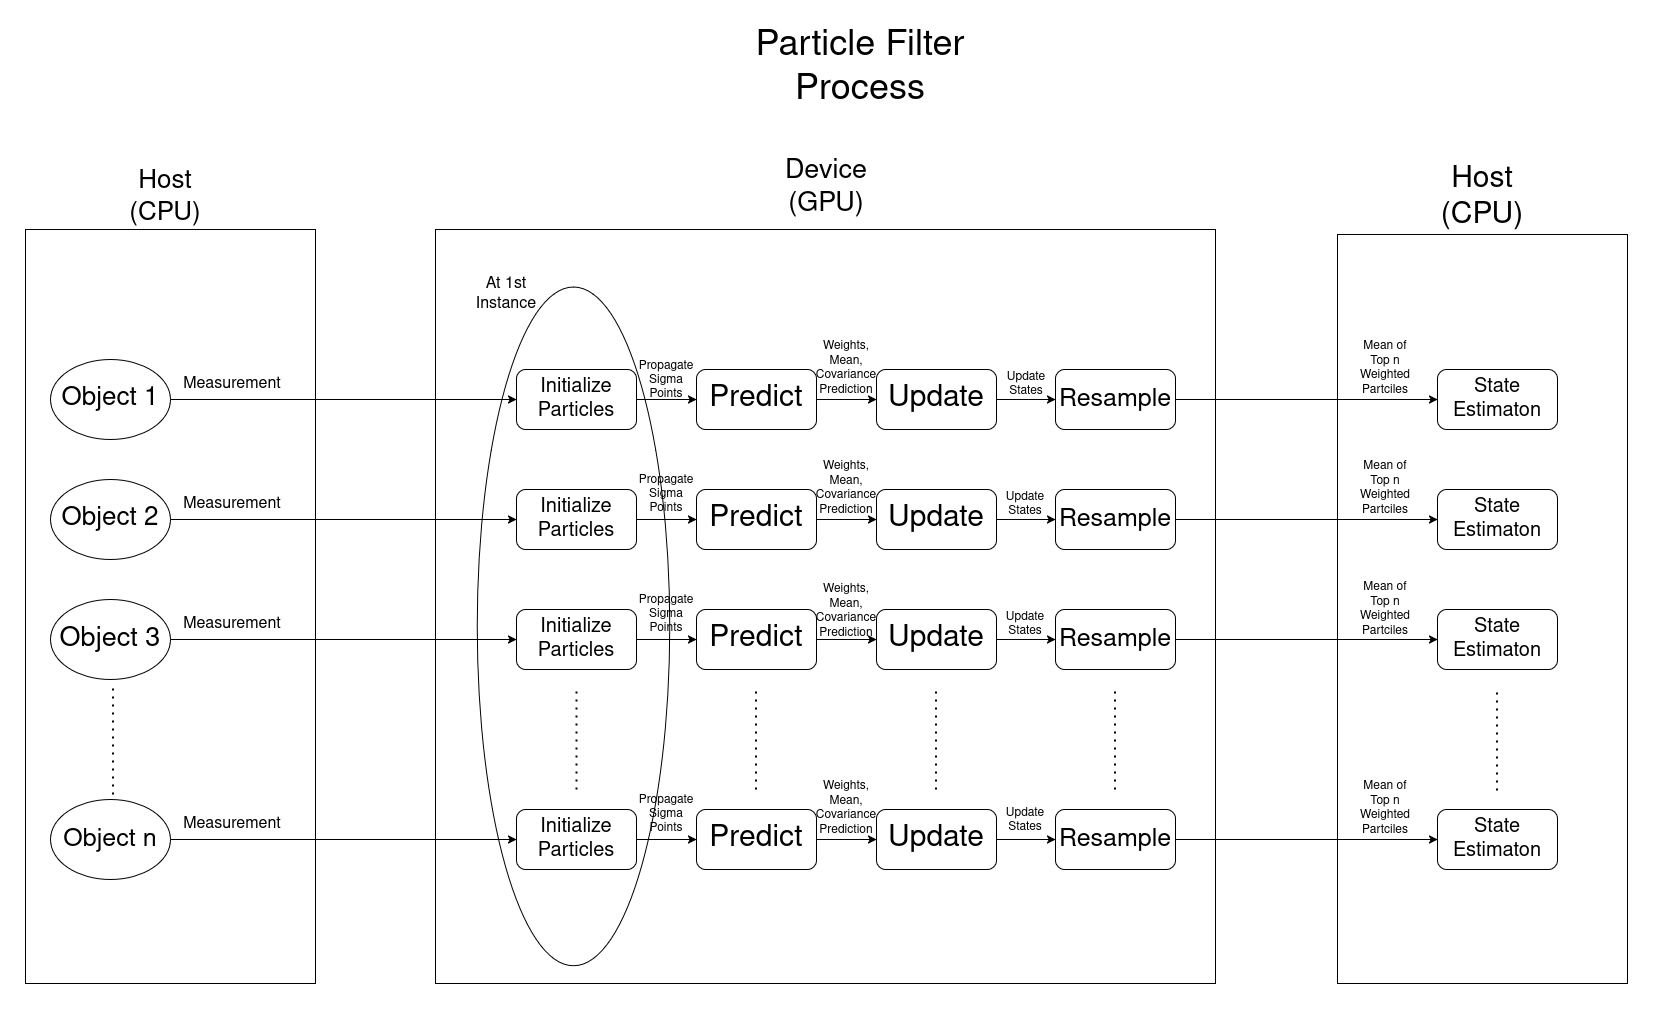 Particle Filter
Process
Host
(CPU)
Device
(GPU)
Host
(CPU)
At 1st
Instance
Object 1
Measurement
Initialize
Particles
Propagate
Sigma
Points
Predict
Weights,
Mean,
Covariance
Prediction
Update
Update
States
Resample
Mean of
Top n
Weighted
Partciles
State
Estimaton
Object 2
Measurement
Initialize
Particles
Propagate
Sigma
Points
Predict
Weights,
Mean,
Covariance
Prediction
Update
Update
States
Resample
Mean of
Top n
Weighted
Partciles
State
Estimaton
Object 3
Measurement
Initialize
Particles
Propagate
Sigma
Points
Predict
Weights,
Mean,
Covariance
Prediction
Update
Update
States
Resample
Mean of
Top n
Weighted
Partciles
State
Estimaton
Object n
Measurement
Initialize
Particles
Propagate
Sigma
Points
Predict
Weights,
Mean,
Covariance
Prediction
Update
Update
States
Resample
Mean of
Top n
Weighted
Partciles
State
Estimaton